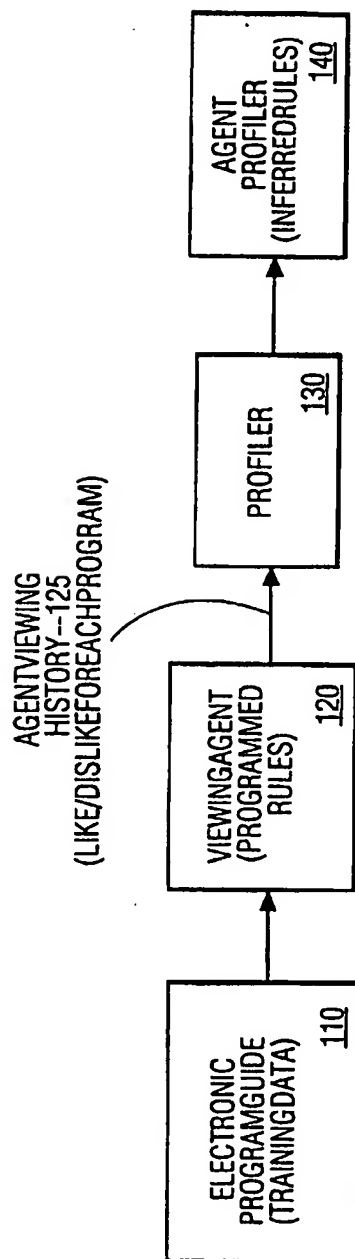 ELECTRONIC
PROGRAMGUIDE
(TRAININGDATA)
110
VIEWINGAGENT
(PROGRAMMED
RULES)
120
AGENTVIEWING
HISTORY--125
(LIKE/DISLIKEFOREACHPROGRAM)
PROFILER
130
AGENT
PROFILER
(INFERREDRULES)
140